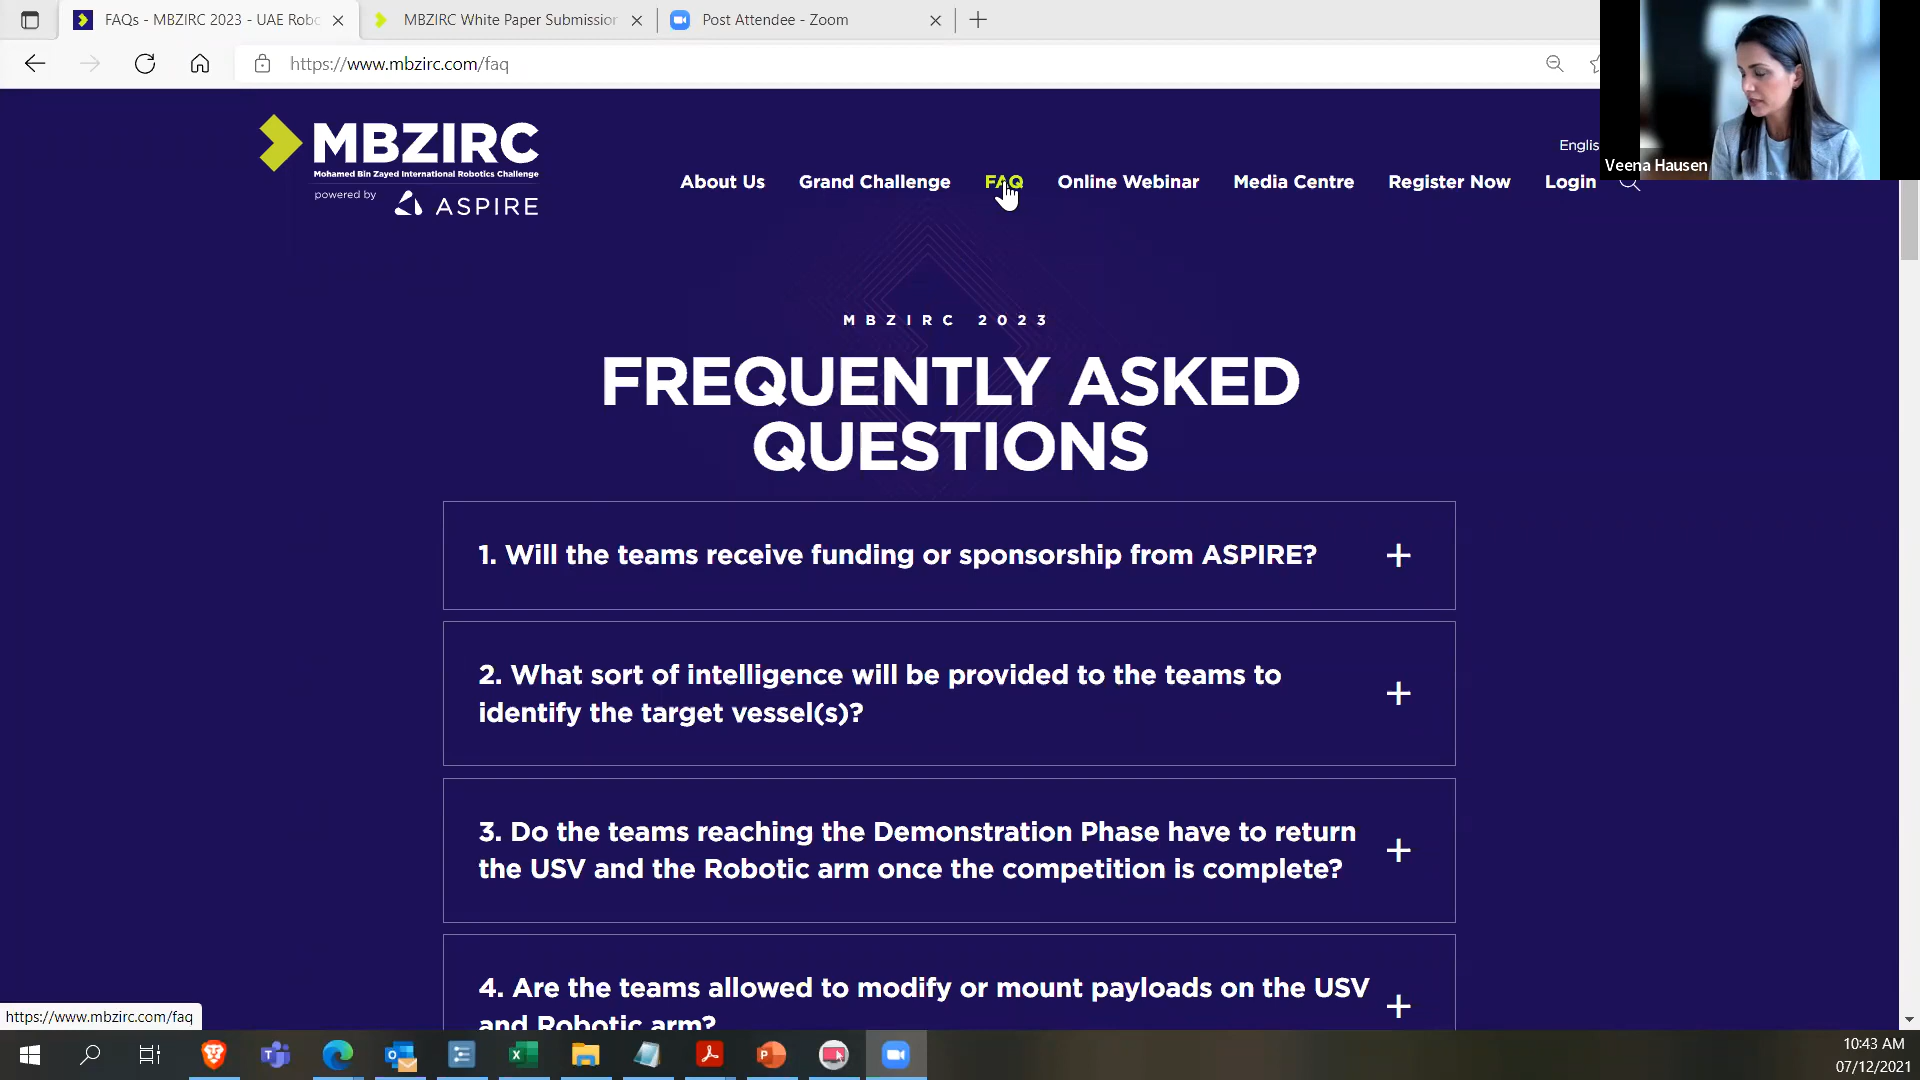 FAQs - MBZIRC 2023 - UAE Robo
MBZIRC White Paper Submission
Post Attendee - Zoom
https://www.mbzirc.com/faq
Veena Hausen
MBZIRC
Mohamed Bin Zayed International Robotics Challenge
powered by
ASPIRE
Englis
About Us
Grand Challenge
FAQ
Online Webinar
Media Centre
Register Now
Login
MBZIRC 2023
FREQUENTLY ASKED
QUESTIONS
1. Will the teams receive funding or sponsorship from ASPIRE?
2. What sort of intelligence will be provided to the teams to
identify the target vessel(s)?
3. Do the teams reaching the Demonstration Phase have to return
the USV and the Robotic arm once the competition is complete?
4. Are the teams allowed to modify or mount payloads on the USV
and Robotic arm?
https://www.mbzirc.com/faq
10:43 AM
07/12/2021